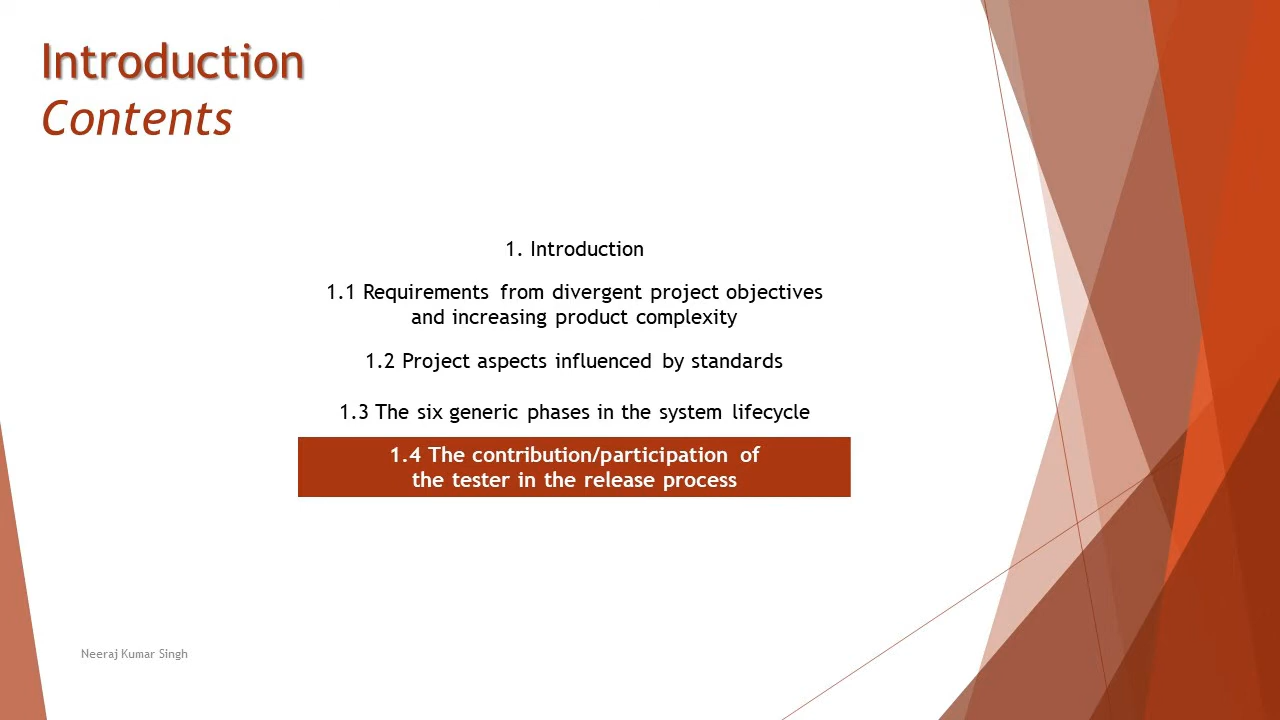 Introduction
Contents
1. Introduction
1.1 Requirements from divergent project objectives
and increasing product complexity
1.2 Project aspects influenced by standards
1.3 The six generic phases in the system lifecycle
1.4 The contribution/participation of
the tester in the release process
Neeraj Kumar Singh